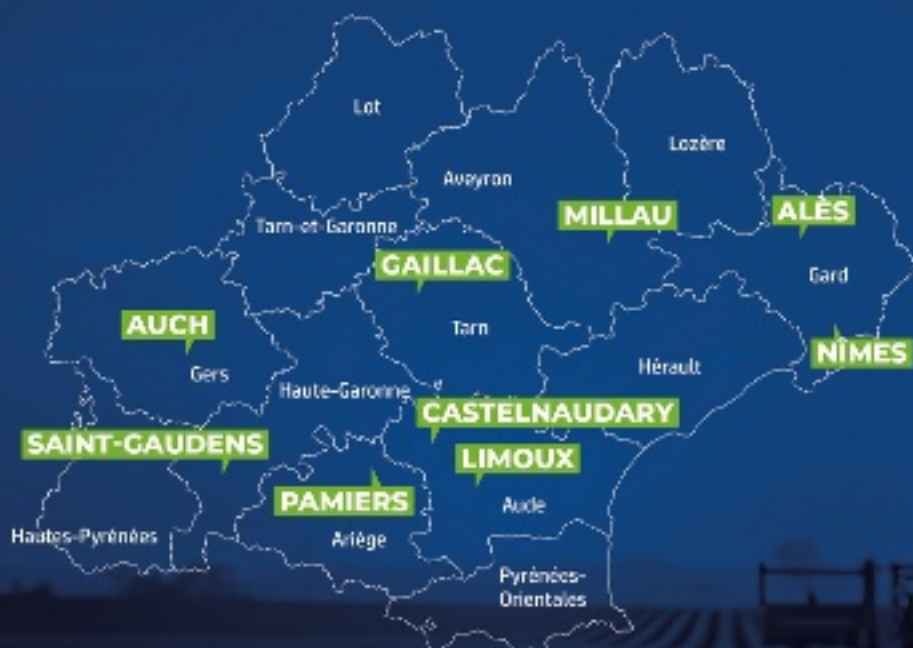 Lot
Lozère
Aveyron
MILLAU
ALÈS
Tarn-et-Garonne
GAILLAC
Gard
AUCH
Tarn
NÎMES
Gers
Hérault
Haute-Garonne
CASTELNAUDARY
SAINT-GAUDENS
LIMOUX
PAMIERS
Aude
Hautes-Pyrénées
Ariège
Pyrénées-
Orientales